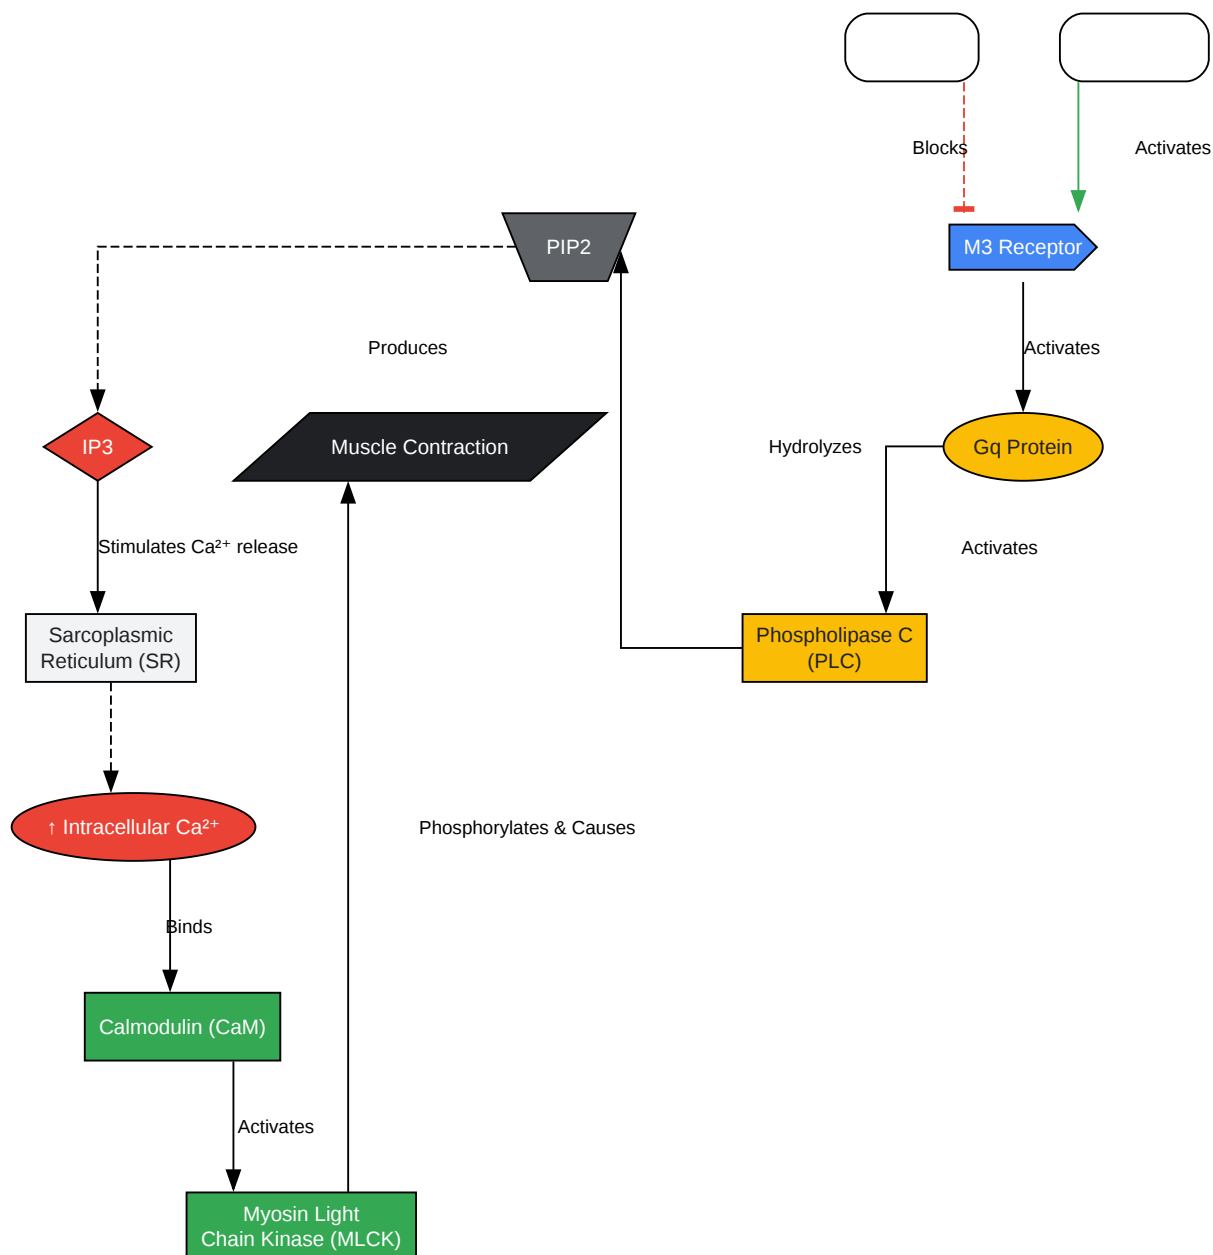 Blocks
Activates
PIP2
M3 Receptor
Produces
Activates
IP3
Muscle Contraction
Hydrolyzes
Gq Protein
Stimulates Ca²⁺ release
Activates
Sarcoplasmic
Reticulum (SR)
Phospholipase C
(PLC)
↑ Intracellular Ca²⁺
Phosphorylates & Causes
Binds
Calmodulin (CaM)
Activates
Myosin Light
Chain Kinase (MLCK)